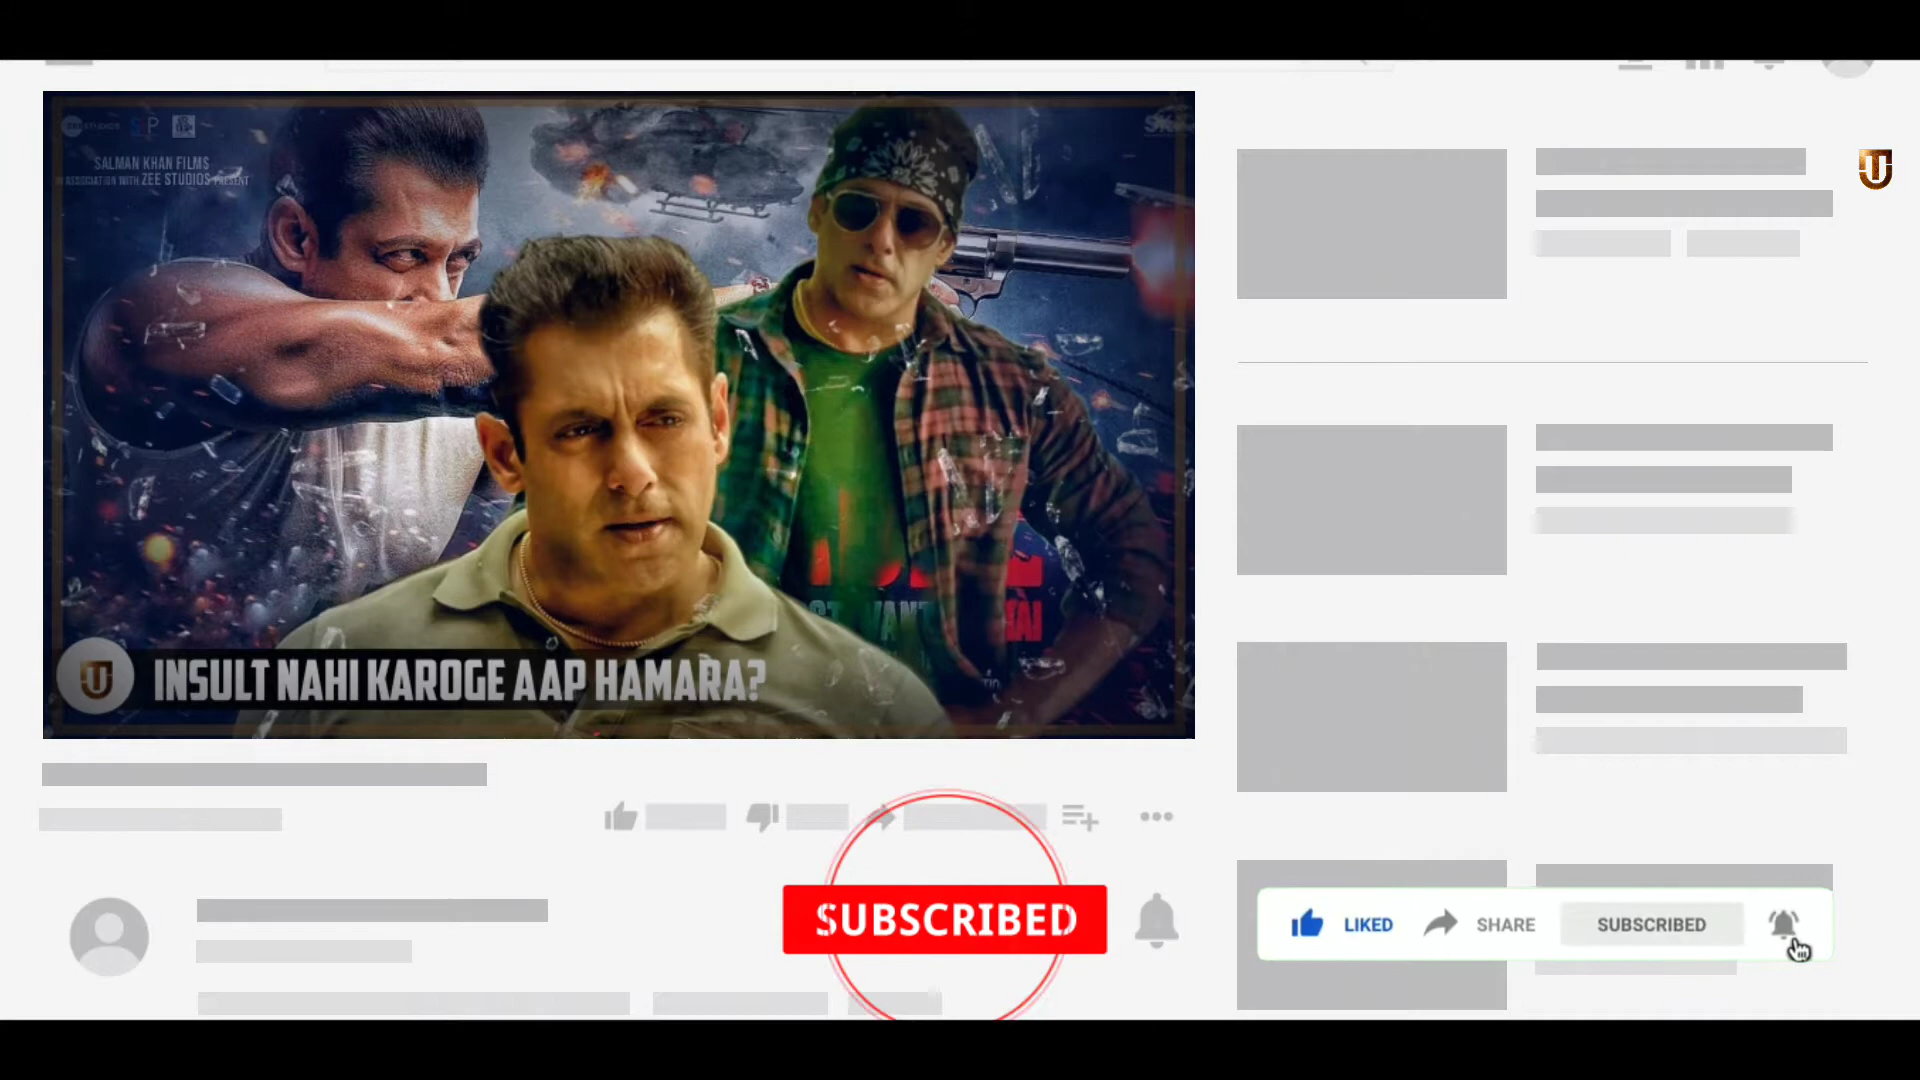 SALMAN KHAN FILMS
IN ASSOCIATION WITH ZEE STUDIOS PRESENT
INSULT NAHI KAROGE AAP HAMARA?
SUBSCRIBED
LIKED SHARE SUBSCRIBED